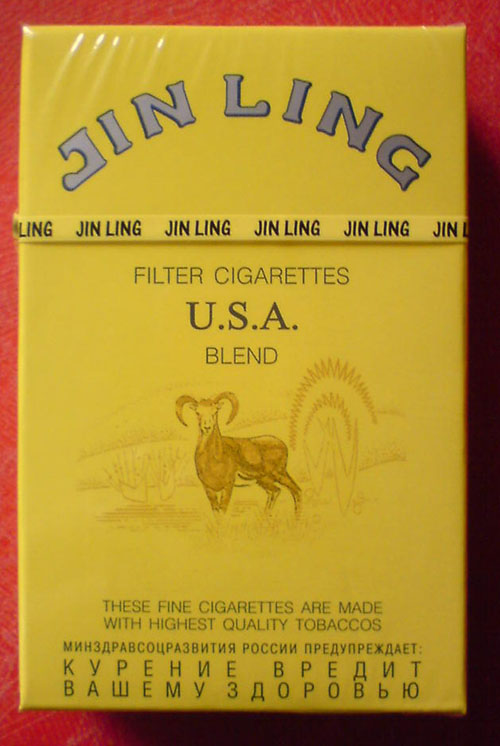 JIN LING
LING JIN LING JIN LING JIN LING JIN LING JIN L
FILTER CIGARETTES
U.S.A.
BLEND
THESE FINE CIGARETTES ARE MADE
WITH HIGHEST QUALITY TOBACCOS
МИНЗДРАВСОЦРАЗВИТИЯ РОССИИ ПРЕДУПРЕЖДАЕТ:
КУРЕНИЕ ВРЕДИТ
ВАШЕМУ ЗДОРОВЬЮ